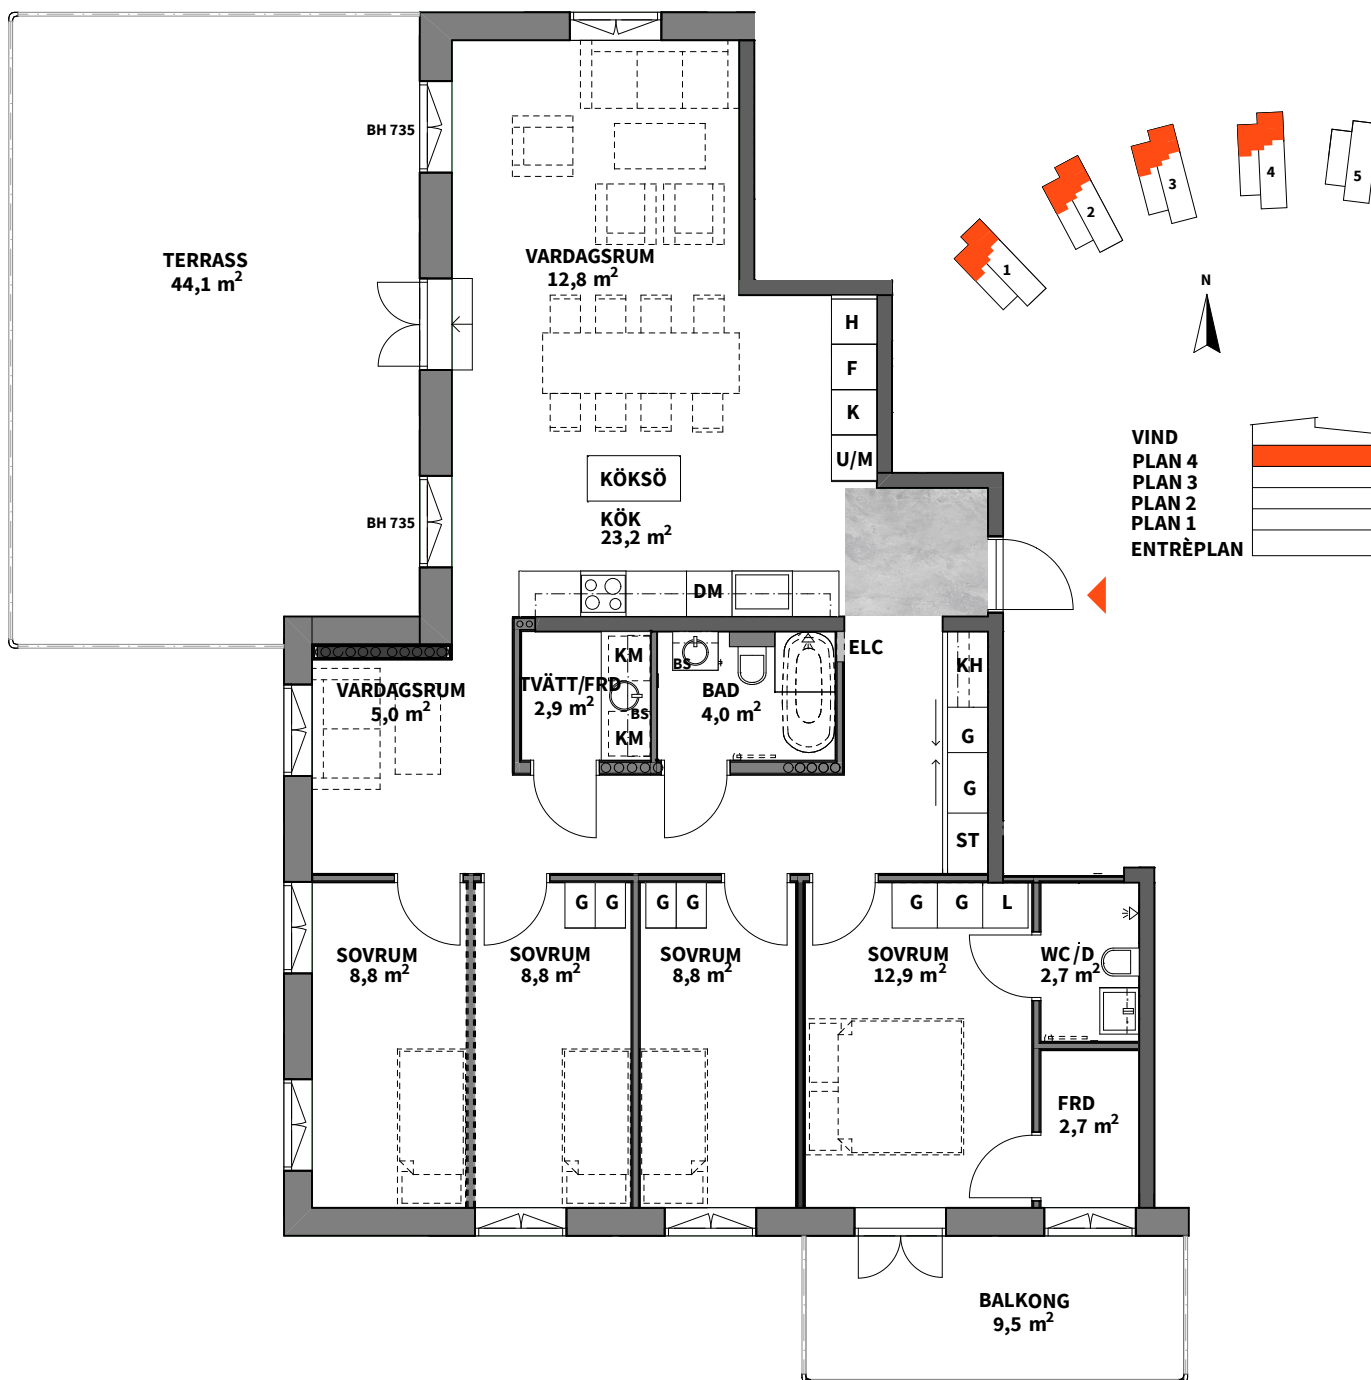 BH 735
TERRASS
44,1 m²
VARDAGSRUM
12,8 m²
1
2
3
4
5
N
H
F
K
U/M
VIND
PLAN 4
PLAN 3
PLAN 2
PLAN 1
ENTRÈPLAN
KÖKSÖ
KÖK
23,2 m²
BH 735
DM
ELC
KM
BS
TVÄTT/FRD
2,9 m²
BS
KM
BAD
4,0 m²
VARDAGSRUM
5,0 m²
KH
G
G
ST
G G
G G
G G L
SOVRUM
8,8 m²
SOVRUM
8,8 m²
SOVRUM
8,8 m²
SOVRUM
12,9 m²
WC/D
2,7 m²
FRD
2,7 m²
BALKONG
9,5 m²